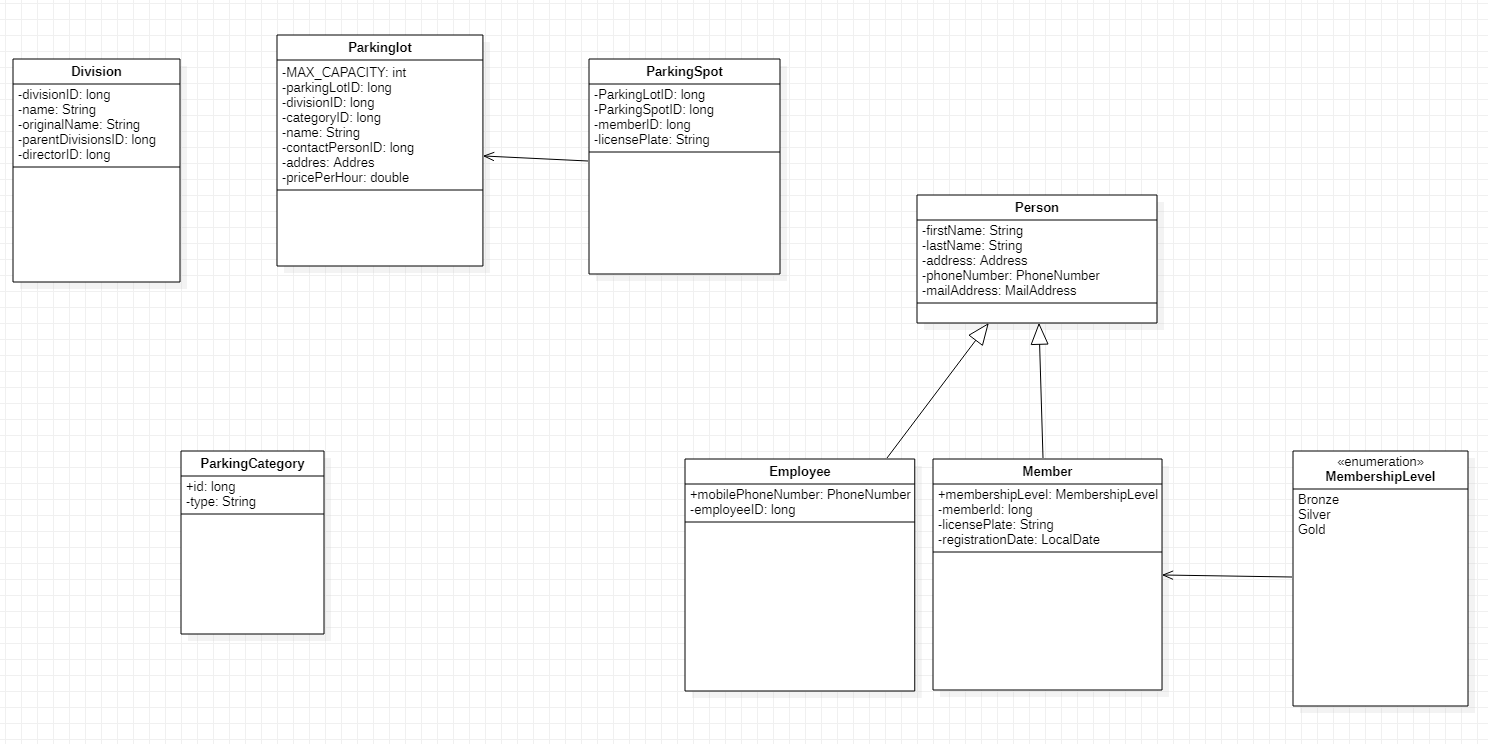 Division
-divisionID: long
-name: String
-originalName: String
-parentDivisionsID: long
-directorID: long
Parkinglot
-MAX_CAPACITY: int
-parkingLotID: long
-divisionID: long
-categoryID: long
-name: String
-contactPersonID: long
-addres: Addres
-pricePerHour: double
ParkingSpot
-ParkingLotID: long
-ParkingSpotID: long
-memberID: long
-licensePlate: String
Person
-firstName: String
-lastName: String
-address: Address
-phoneNumber: PhoneNumber
-mailAddress: MailAddress
ParkingCategory
+id: long
-type: String
Employee
+mobilePhoneNumber: PhoneNumber
-employeeID: long
Member
+membershipLevel: MembershipLevel
-memberId: long
-licensePlate: String
-registrationDate: LocalDate
«enumeration»
MembershipLevel
Bronze
Silver
Gold